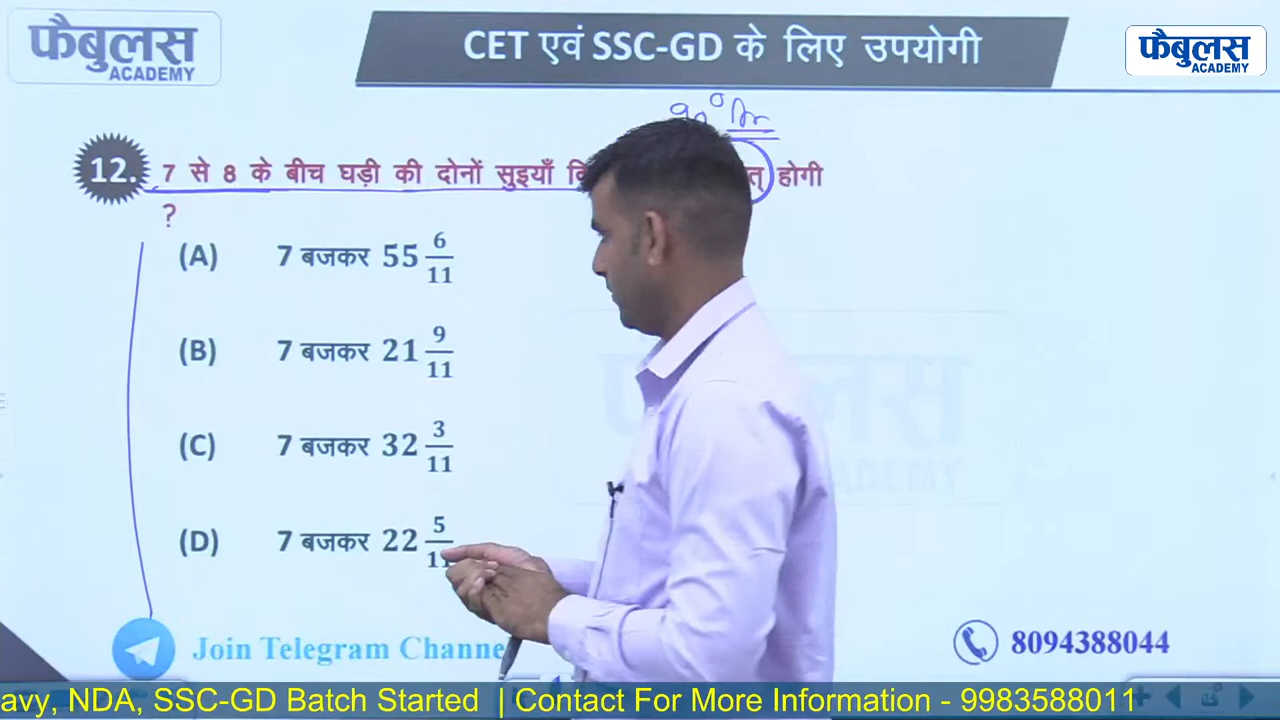 फैबुलस
ACADEMY
CET एवं SSC-GD के लिए उपयोगी
फैबुलस
ACADEMY
90°
12. 7 से 8 के बीच घड़ी की दोनों सुइयाँ होगी
?
(A) 7 बजकर 55 6/11
(B) 7 बजकर 21 9/11
(C) 7 बजकर 32 3/11
(D) 7 बजकर 22 5/11
Join Telegram Channe
8094388044
avy, NDA, SSC-GD Batch Started | Contact For More Information - 9983588011